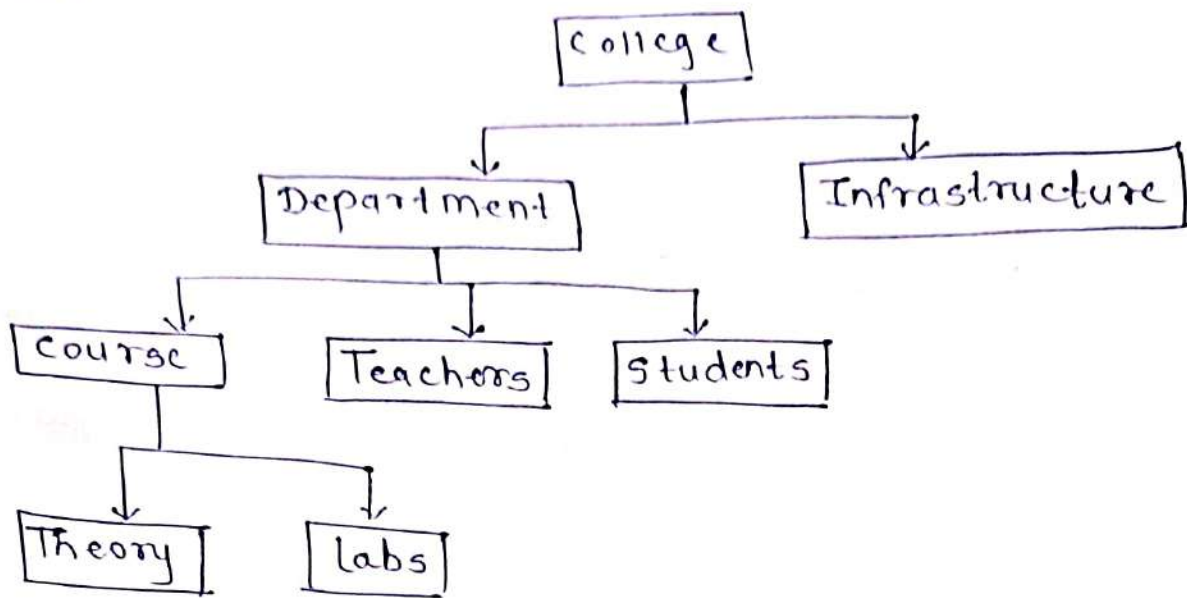 College
Department
Infrastructure
Course
Teachers
Students
Theory
Labs